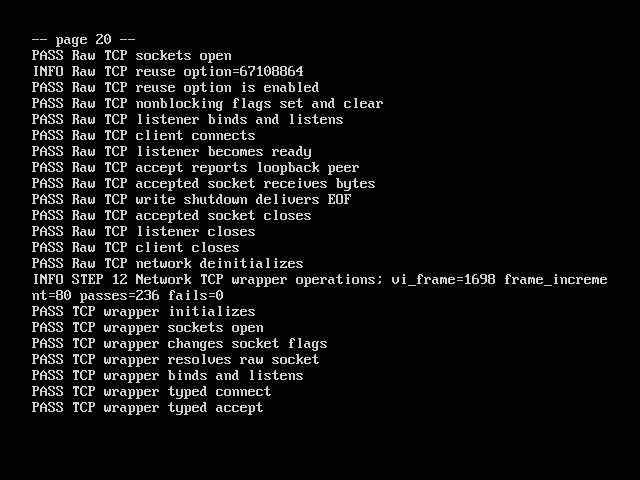 -- page 20 --
PASS Raw TCP sockets open
INFO Raw TCP reuse option=67108864
PASS Raw TCP reuse option is enabled
PASS Raw TCP nonblocking flags set and clear
PASS Raw TCP listener binds and listens
PASS Raw TCP client connects
PASS Raw TCP listener becomes ready
PASS Raw TCP accept reports loopback peer
PASS Raw TCP accepted socket receives bytes
PASS Raw TCP write shutdown delivers EOF
PASS Raw TCP accepted socket closes
PASS Raw TCP listener closes
PASS Raw TCP client closes
PASS Raw TCP network deinitializes
INFO STEP 12 Network TCP wrapper operations; vi_frame=1698 frame_increme
nt=80 passes=236 fails=0
PASS TCP wrapper initializes
PASS TCP wrapper sockets open
PASS TCP wrapper changes socket flags
PASS TCP wrapper resolves raw socket
PASS TCP wrapper binds and listens
PASS TCP wrapper typed connect
PASS TCP wrapper typed accept